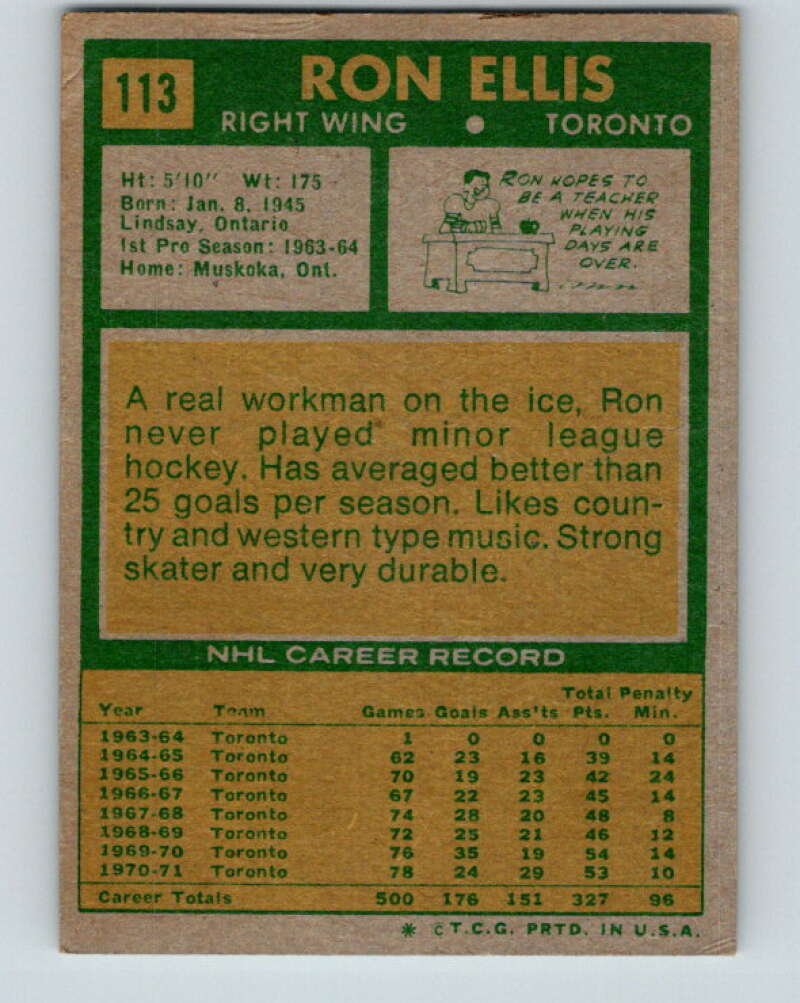 113
RON ELLIS
RIGHT WING • TORONTO
Ht: 5'10" Wt: 175
Born: Jan. 8, 1945
Lindsay, Ontario
1st Pro Season: 1963-64
Home: Muskoka, Ont.
RON HOPES TO
BE A TEACHER
WHEN HIS
PLAYING
DAYS ARE
OVER.
A real workman on the ice, Ron
never played minor league
hockey. Has averaged better than
25 goals per season. Likes coun-
try and western type music. Strong
skater and very durable.
NHL CAREER RECORD
Total Penalty
Year Team Games Goals Ass'ts Pts. Min.
1963-64 Toronto 1 0 0 0 0
1964-65 Toronto 62 23 16 39 14
1965-66 Toronto 70 19 23 42 24
1966-67 Toronto 67 22 23 45 14
1967-68 Toronto 74 28 20 48 8
1968-69 Toronto 72 25 21 46 12
1969-70 Toronto 76 35 19 54 14
1970-71 Toronto 78 24 29 53 10
Career Totals 500 176 151 327 96
* © T.C.G. PRTD. IN U.S.A.